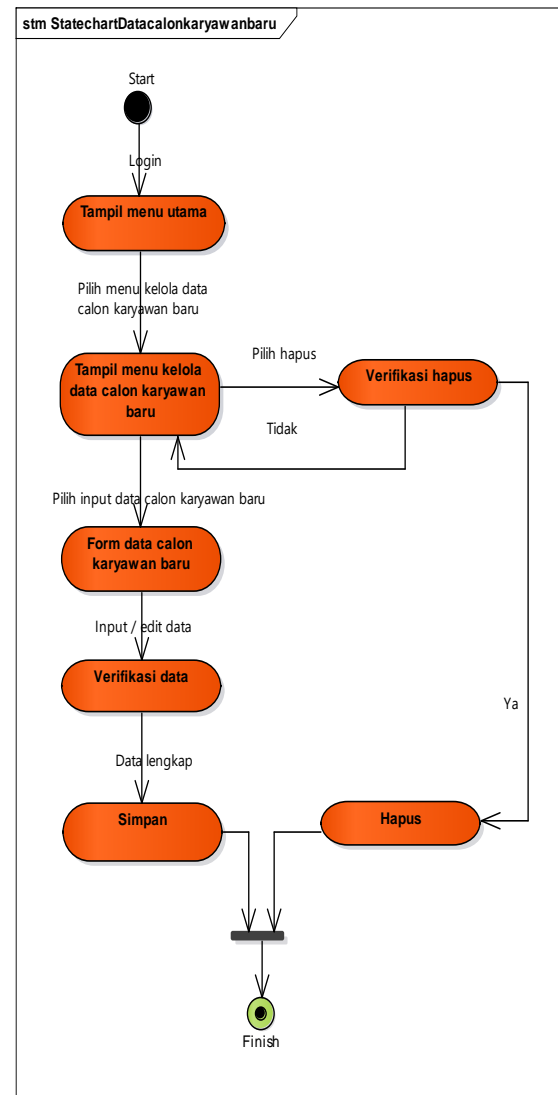 stm StatechartDatacalonkaryawanbaru
Start
Login
Tampil menu utama
Pilih menu kelola data
calon karyawan baru
Pilih hapus
Tampil menu kelola
data calon karyawan
baru
Verifikasi hapus
Tidak
Pilih input data calon karyawan baru
Form data calon
karyawan baru
Input / edit data
Verifikasi data
Ya
Data lengkap
Simpan
Hapus
Finish